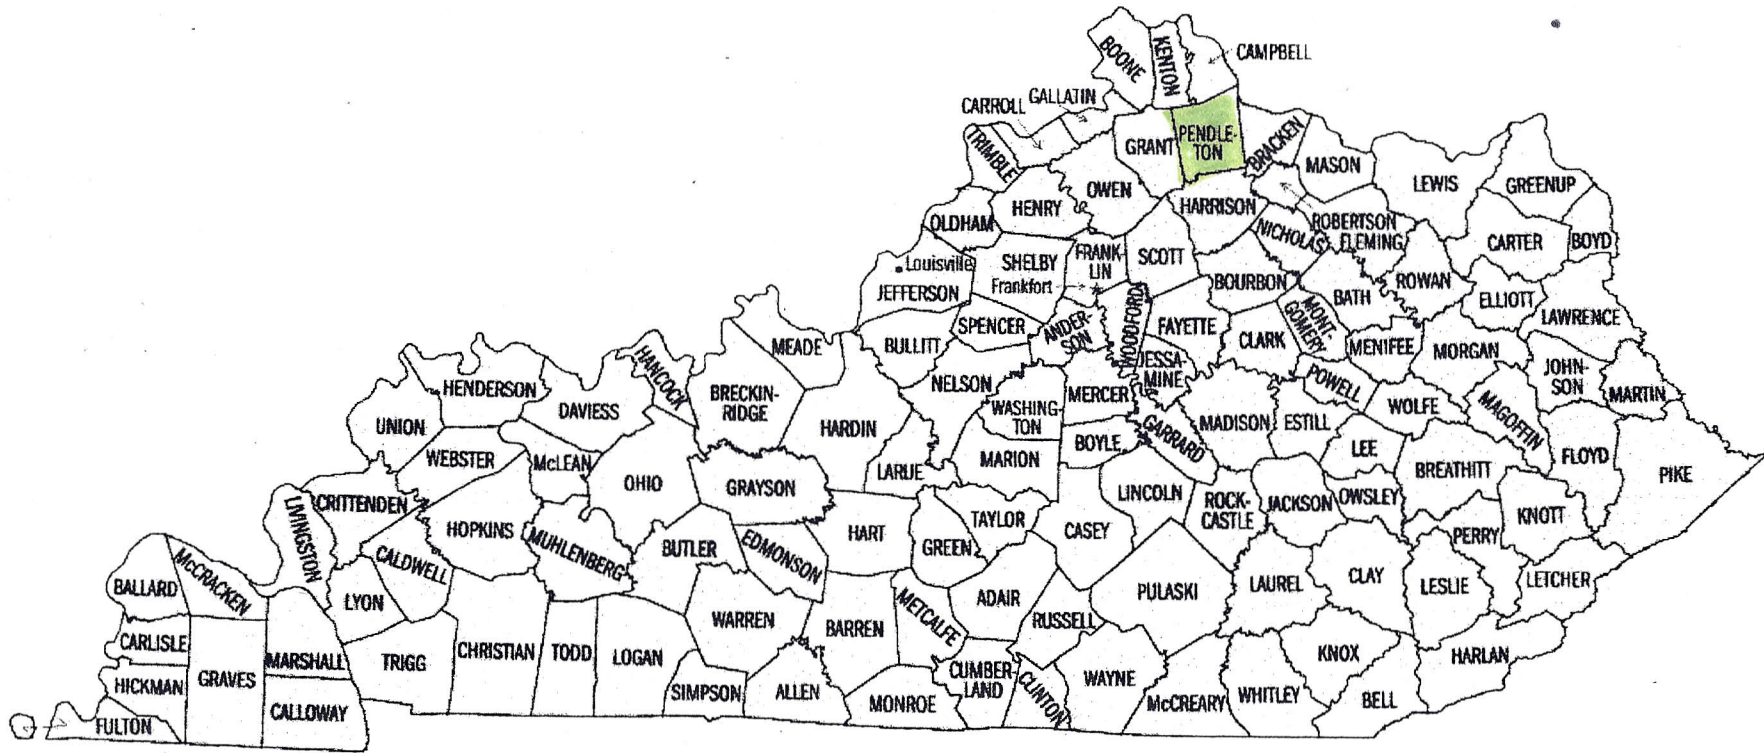 BOONE
KENTON
CAMPBELL
CARROLL
GALLATIN
TRIMBLE
GRANT
PENDLE-
TON
BRACKEN
MASON
LEWIS
GREENUP
OWEN
HENRY
OLDHAM
HARRISON
ROBERTSON
NICHOLAS
FLEMING
CARTER
BOYD
Louisville
JEFFERSON
SHELBY
Frankfort
FRANK-
LIN
SCOTT
BOURBON
BATH
ROWAN
ELLIOTT
LAWRENCE
SPENCER
ANDER-
SON
WOODFORD
FAYETTE
CLARK
MONT-
GOMERY
MENIFEE
MORGAN
MEADE
BULLITT
NELSON
JESSA-
MINE
MERCER
WASHING-
TON
POWELL
WOLFE
MAGOFFIN
JOHN-
SON
MARTIN
HANCOCK
HENDERSON
DAVIESS
BRECKIN-
RIDGE
HARDIN
UNION
WEBSTER
McLEAN
OHIO
GRAYSON
LARUE
MARION
BOYLE
GARRARD
MADISON
ESTILL
LEE
BREATHITT
FLOYD
PIKE
LIVINGSTON
CRITTENDEN
HOPKINS
MUHLENBERG
BUTLER
EDMONSON
HART
GREEN
TAYLOR
CASEY
LINCOLN
ROCK-
CASTLE
JACKSON
OWSLEY
PERRY
KNOTT
BALLARD
McCRACKEN
LYON
CALDWELL
WARREN
BARREN
METCALFE
ADAIR
RUSSELL
PULASKI
LAUREL
CLAY
LESLIE
LETCHER
CARLISLE
HICKMAN
FULTON
GRAVES
MARSHALL
CALLOWAY
TRIGG
CHRISTIAN
TODD
LOGAN
SIMPSON
ALLEN
MONROE
CUMBER-
LAND
CLINTON
WAYNE
McCREARY
WHITLEY
KNOX
BELL
HARLAN